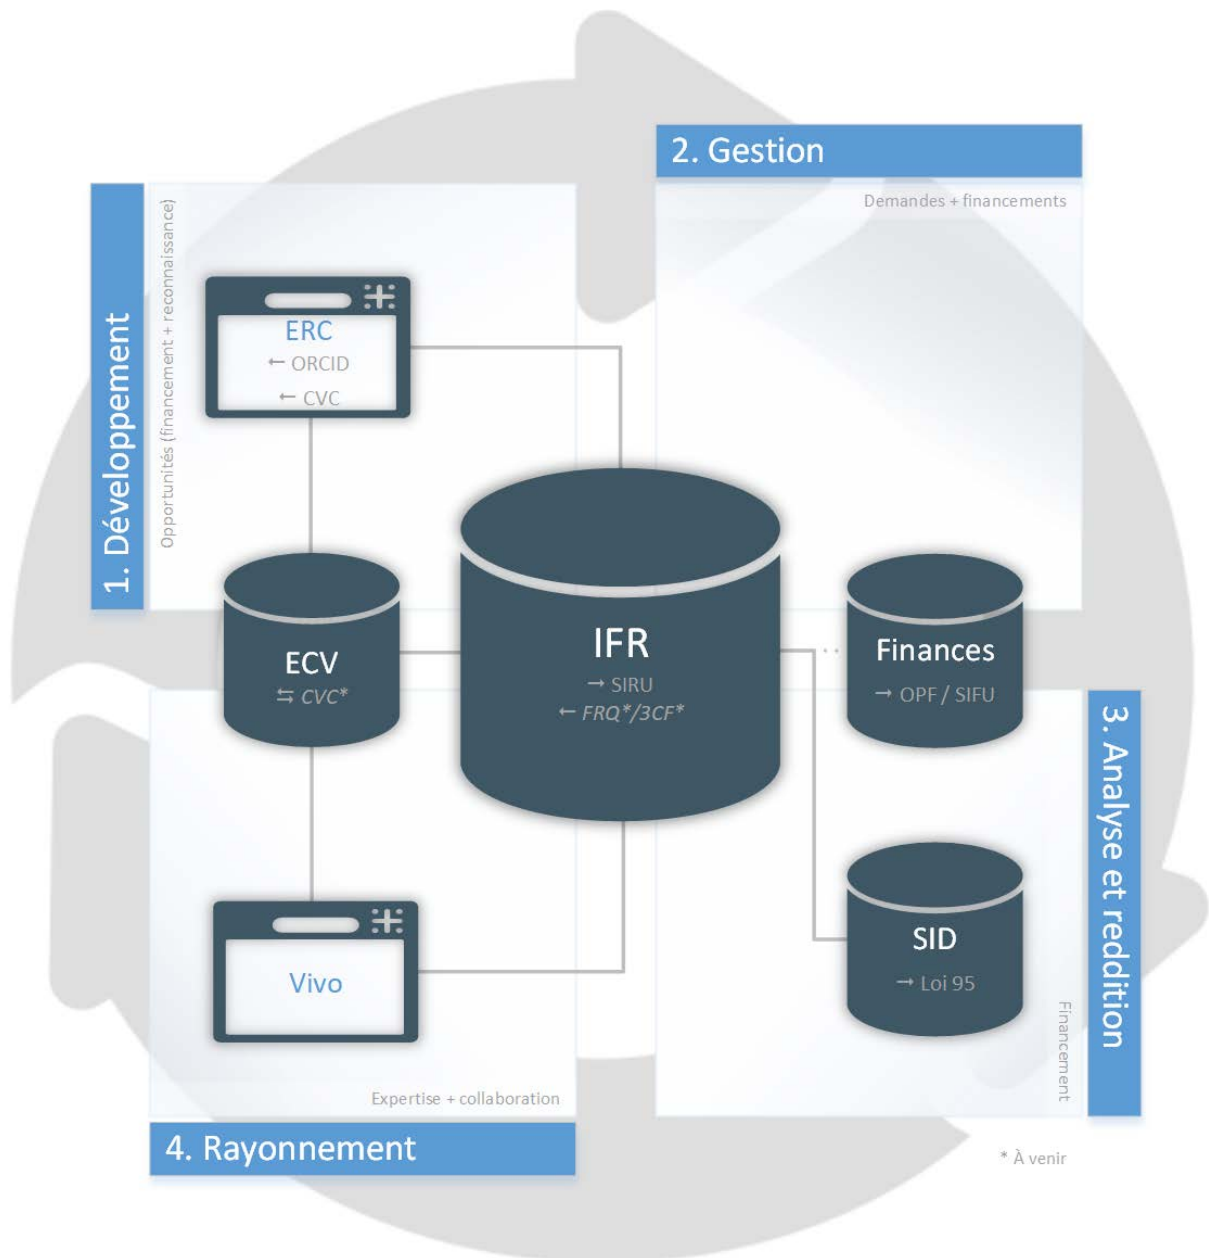 1. Développement
Opportunités (financement + reconnaissance)
ERC
← ORCID
← CVC
2. Gestion
Demandes + financements
ECV
⇆ CVC*
IFR
→ SIRU
← FRQ*/3CF*
Finances
→ OPF / SIFU
SID
→ Loi 95
3. Analyse et reddition
Financement
Vivo
Expertise + collaboration
4. Rayonnement
* À venir